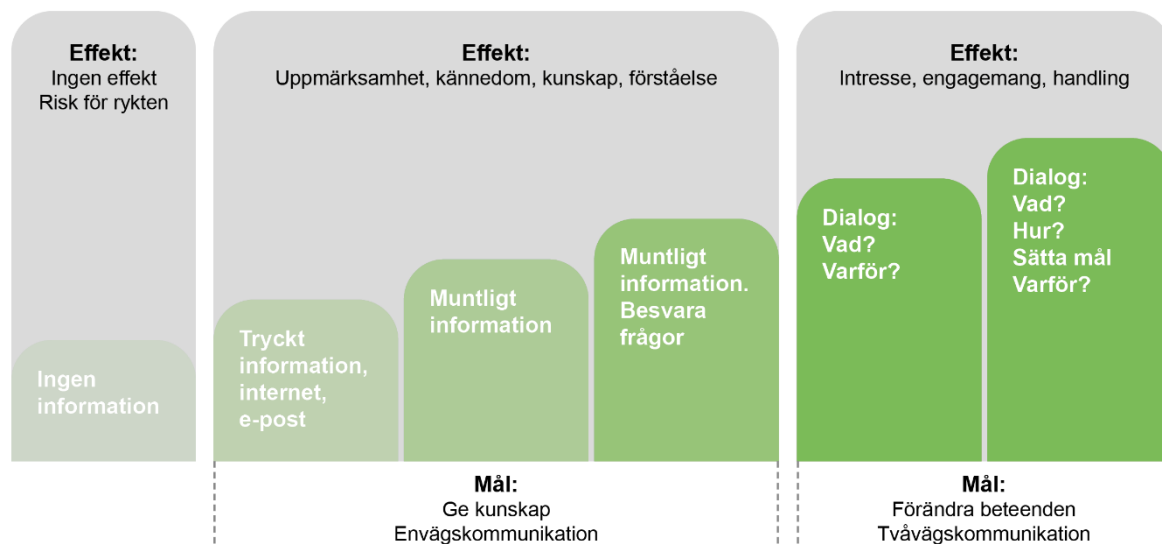 Effekt:
Ingen effekt
Risk för rykten
Ingen
information
Effekt:
Uppmärksamhet, kännedom, kunskap, förståelse
Tryckt
information,
internet,
e-post
Muntligt
information
Muntligt
information.
Besvara
frågor
Mål:
Ge kunskap
Envägskommunikation
Effekt:
Intresse, engagemang, handling
Dialog:
Vad?
Varför?
Dialog:
Vad?
Hur?
Sätta mål
Varför?
Mål:
Förändra beteenden
Tvåvägskommunikation